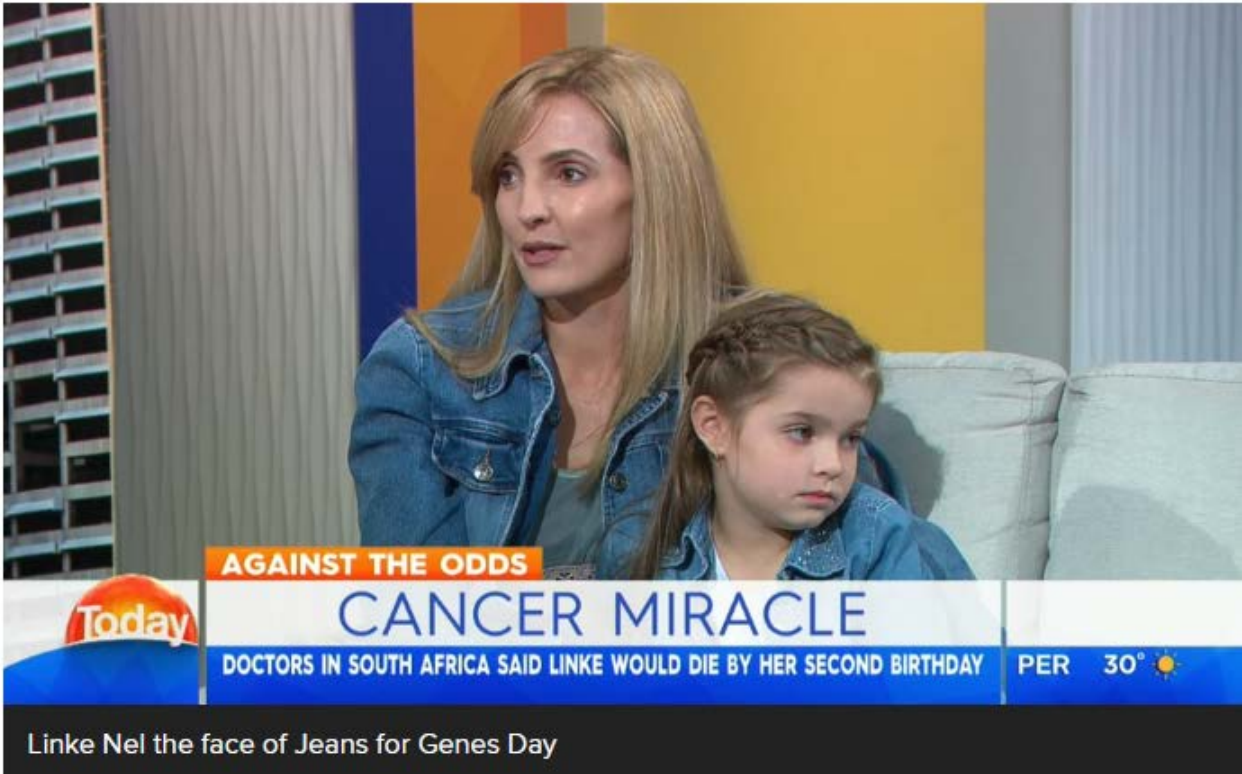 AGAINST THE ODDS
Today
CANCER MIRACLE
DOCTORS IN SOUTH AFRICA SAID LINKE WOULD DIE BY HER SECOND BIRTHDAY
PER 30°
Linke Nel the face of Jeans for Genes Day